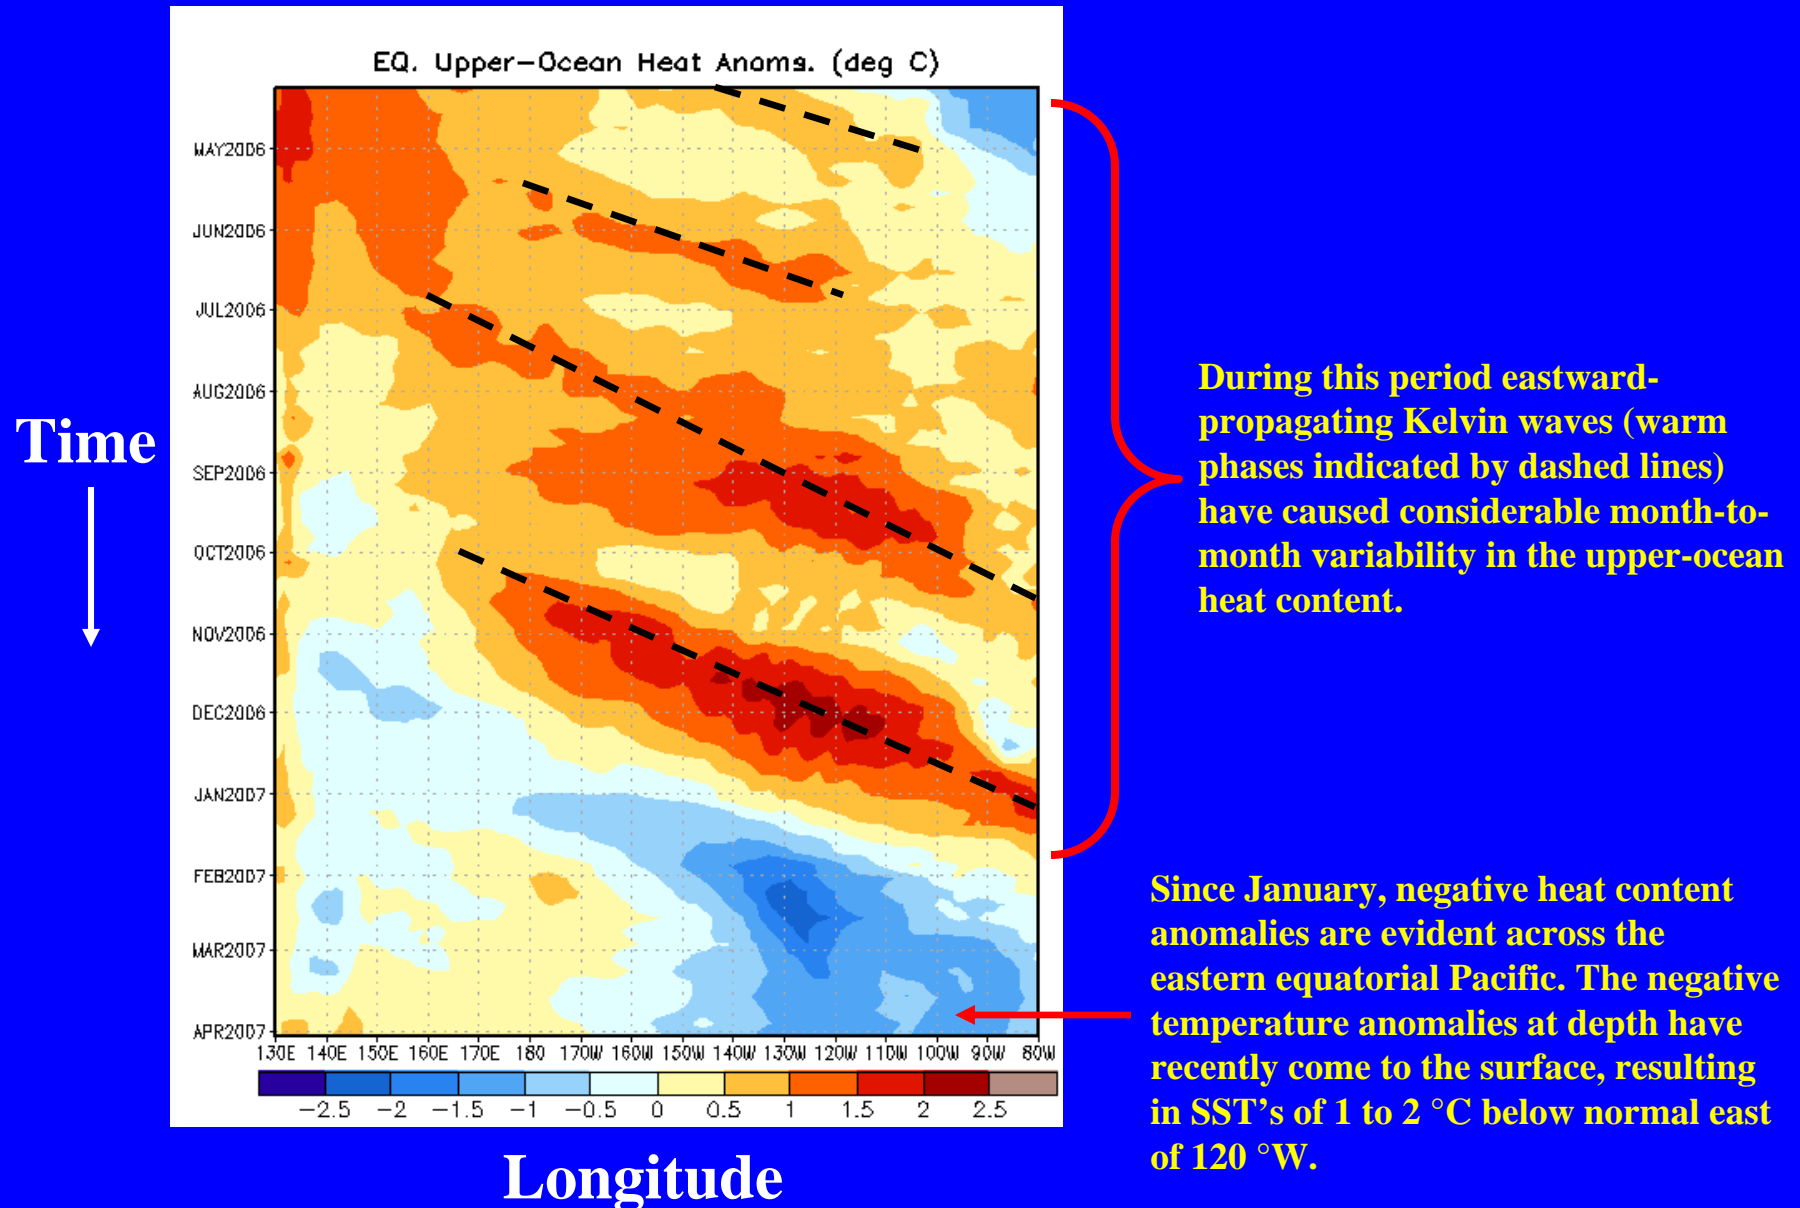 EQ. Upper-Ocean Heat Anoms. (deg C)
MAY2006
JUN2006
JUL2006
AUG2006
SEP2006
OCT2006
NOV2006
DEC2006
JAN2007
FEB2007
MAR2007
APR2007
130E 140E 150E 160E 170E 180 170W 160W 150W 140W 130W 120W 110W 100W 90W 80W
-2.5 -2 -1.5 -1 -0.5 0 0.5 1 1.5 2 2.5
Time
Longitude
During this period eastward-
propagating Kelvin waves (warm
phases indicated by dashed lines)
have caused considerable month-to-
month variability in the upper-ocean
heat content.
Since January, negative heat content
anomalies are evident across the
eastern equatorial Pacific. The negative
temperature anomalies at depth have
recently come to the surface, resulting
in SST’s of 1 to 2 °C below normal east
of 120 °W.